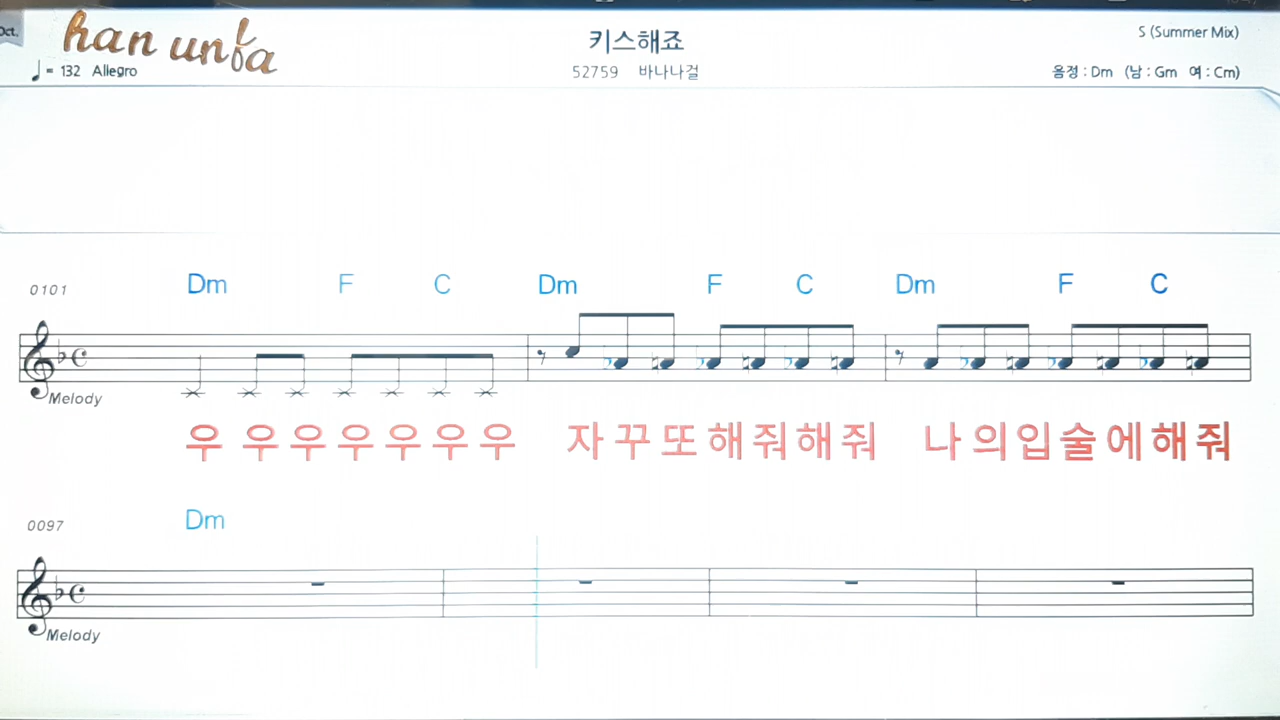 Oct.
han unfa
키스해죠
S (Summer Mix)
♩ = 132 Allegro
52759 바나나걸
음정 : Dm (남 : Gm 여 : Cm)
0101 Dm F C Dm F C Dm F C
Melody
우 우 우 우 우 우 우 자 꾸 또 해 줘 해 줘 나 의 입 술 에 해 줘
0097 Dm
Melody